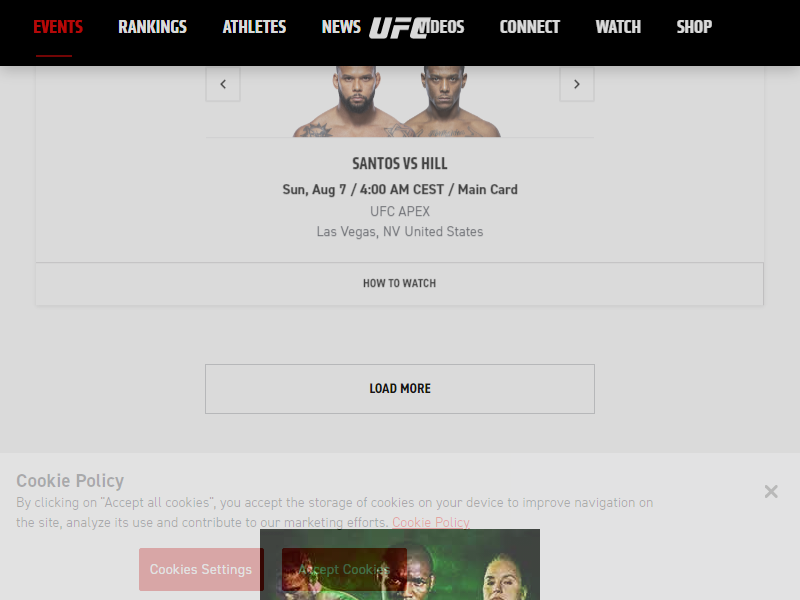 EVENTS RANKINGS ATHLETES NEWS UFC VIDEOS CONNECT WATCH SHOP
SANTOS VS HILL
Sun, Aug 7 / 4:00 AM CEST / Main Card
UFC APEX
Las Vegas, NV United States
HOW TO WATCH
LOAD MORE
Cookie Policy
By clicking on "Accept all cookies", you accept the storage of cookies on your device to improve navigation on
the site, analyze its use and contribute to our marketing efforts. Cookie Policy
Cookies Settings Accept Cookies